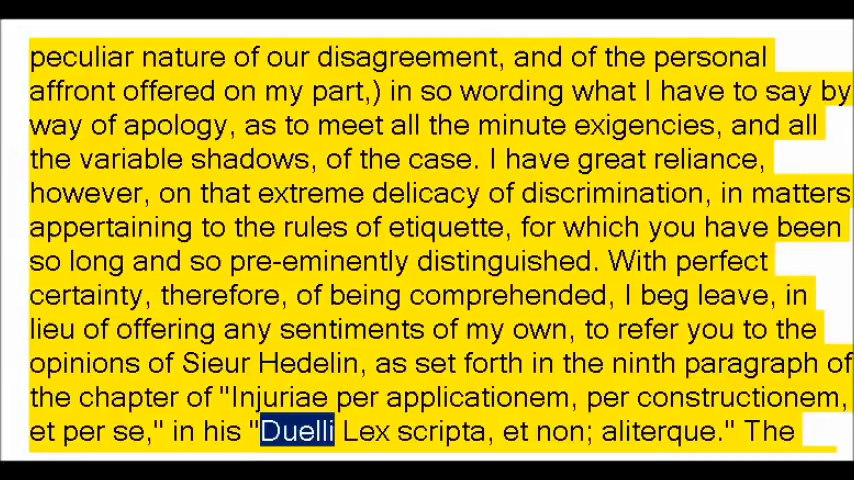 peculiar nature of our disagreement, and of the personal
affront offered on my part,) in so wording what I have to say by
way of apology, as to meet all the minute exigencies, and all
the variable shadows, of the case. I have great reliance,
however, on that extreme delicacy of discrimination, in matters
appertaining to the rules of etiquette, for which you have been
so long and so pre-eminently distinguished. With perfect
certainty, therefore, of being comprehended, I beg leave, in
lieu of offering any sentiments of my own, to refer you to the
opinions of Sieur Hedelin, as set forth in the ninth paragraph of
the chapter of "Injuriae per applicationem, per constructionem,
et per se," in his "Duelli Lex scripta, et non; aliterque." The